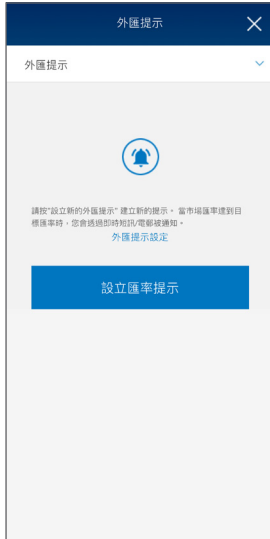 外匯提示
外匯提示
請按"設立新的外匯提示" 建立新的提示。 當市場匯率達到目
標匯率時，您會透過即時短訊/電郵被通知。
外匯提示設定
設立匯率提示